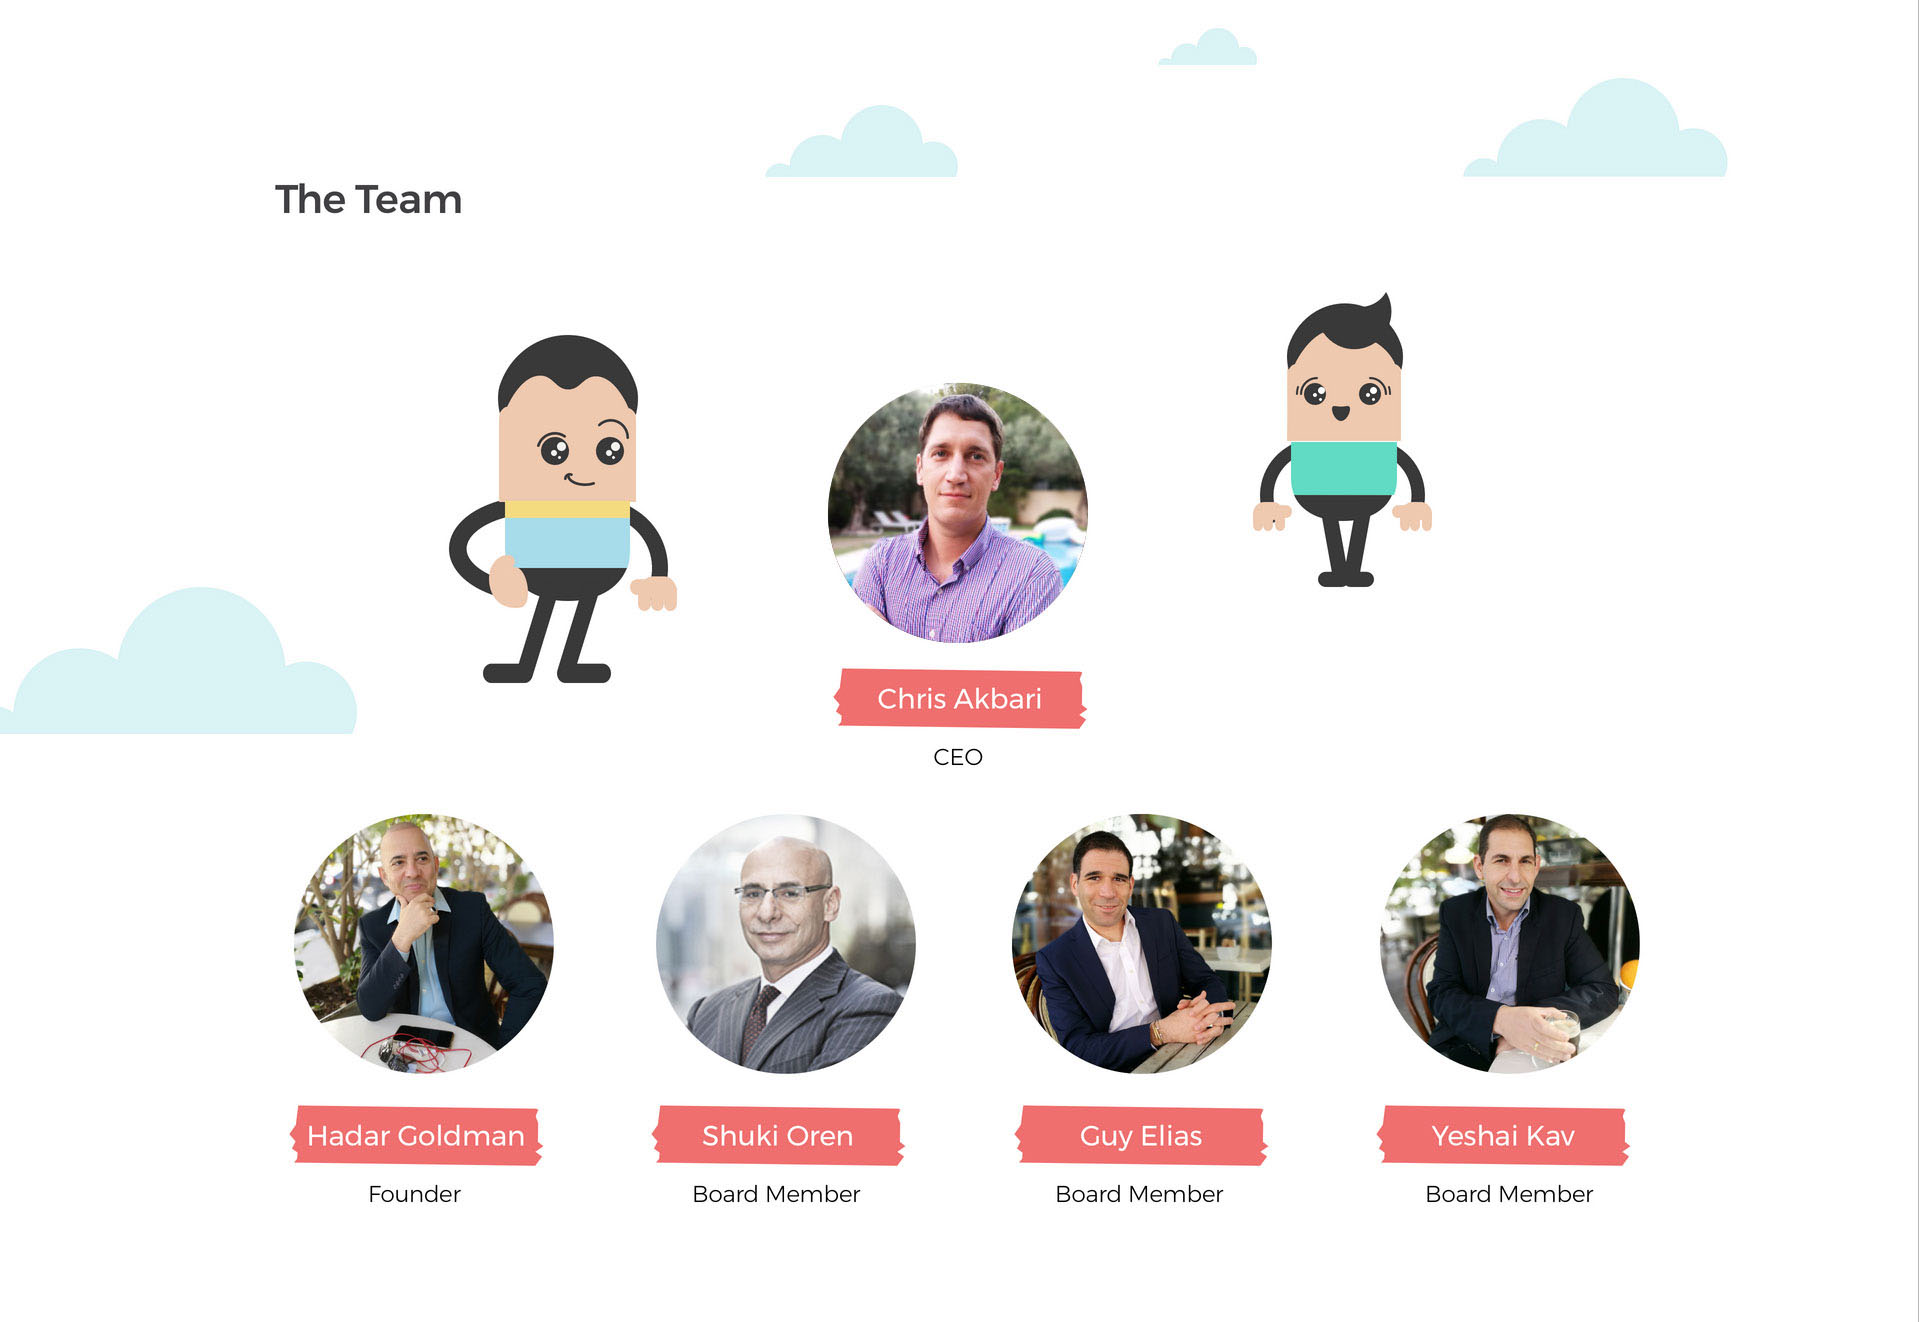 The Team
Chris Akbari
CEO
Hadar Goldman
Shuki Oren
Guy Elias
Yeshai Kav
Founder
Board Member
Board Member
Board Member